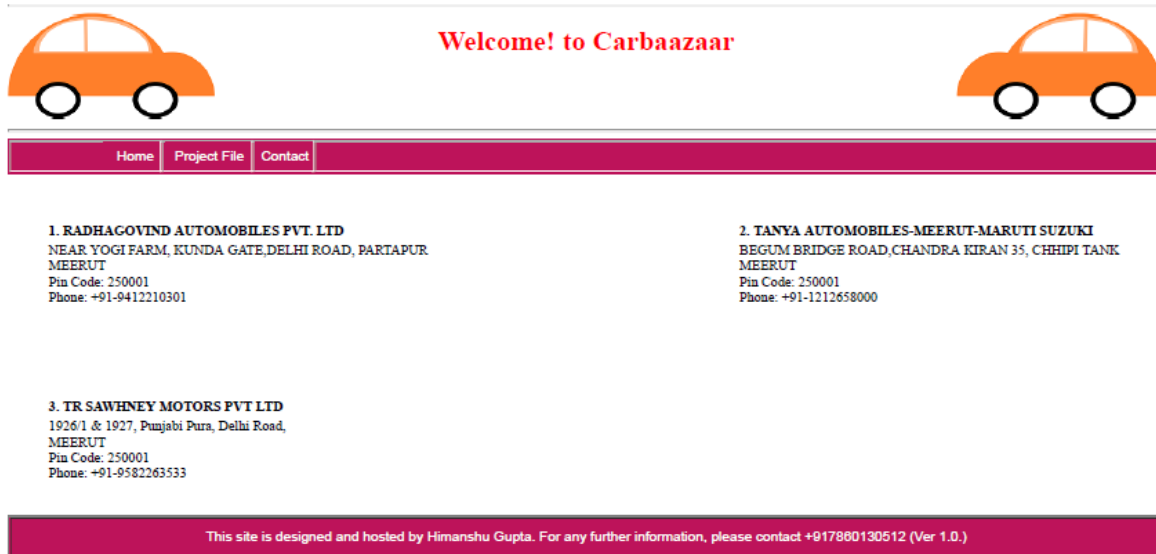 Welcome! to Carbaazaar
Home Project File Contact
1. RADHAGOVIND AUTOMOBILES PVT. LTD
NEAR YOGI FARM, KUNDA GATE,DELHI ROAD, PARTAPUR
MEERUT
Pin Code: 250001
Phone: +91-9412210301
2. TANYA AUTOMOBILES-MEERUT-MARUTI SUZUKI
BEGUM BRIDGE ROAD,CHANDRA KIRAN 35, CHHIPI TANK
MEERUT
Pin Code: 250001
Phone: +91-1212658000
3. TR SAWHNEY MOTORS PVT LTD
1926/1 & 1927, Punjabi Pura, Delhi Road,
MEERUT
Pin Code: 250001
Phone: +91-9582263533
This site is designed and hosted by Himanshu Gupta. For any further information, please contact +917860130512 (Ver 1.0.)